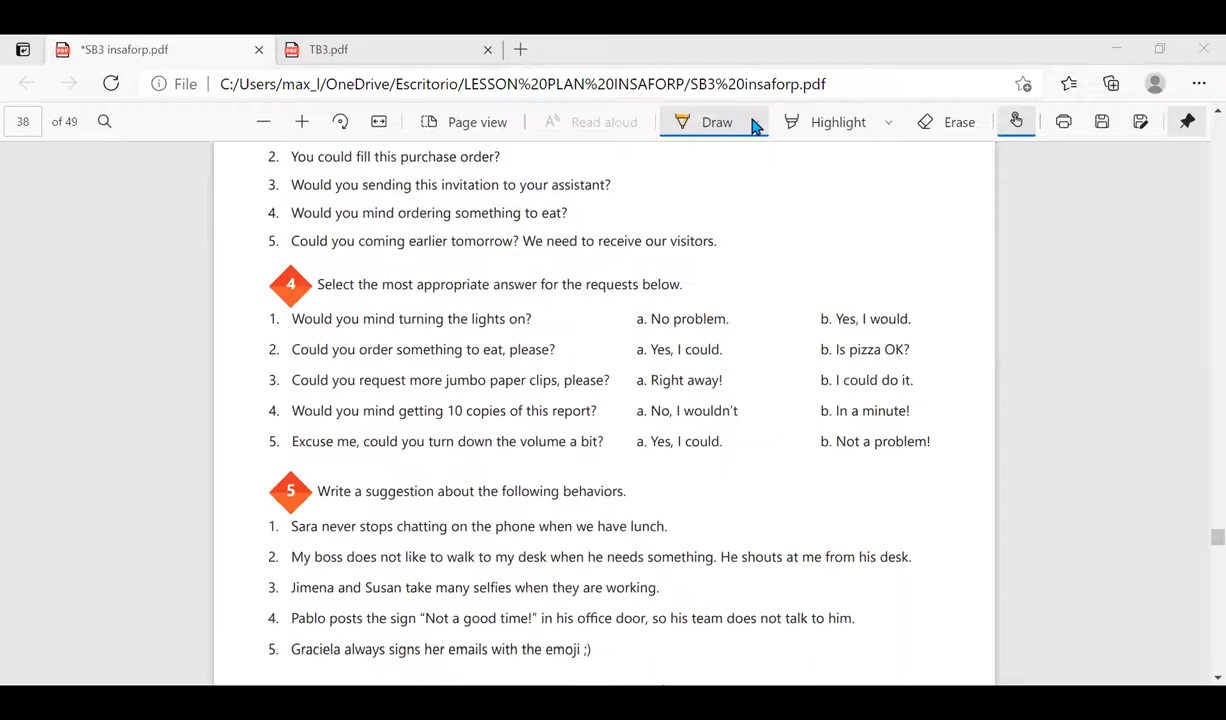 *SB3 insaforp.pdf
TB3.pdf
File C:/Users/max_l/OneDrive/Escritorio/LESSON%20PLAN%20INSAFORP/SB3%20insaforp.pdf
38 of 49 Page view Read aloud Draw Highlight Erase
2. You could fill this purchase order?
3. Would you sending this invitation to your assistant?
4. Would you mind ordering something to eat?
5. Could you coming earlier tomorrow? We need to receive our visitors.
4 Select the most appropriate answer for the requests below.
1. Would you mind turning the lights on? a. No problem. b. Yes, I would.
2. Could you order something to eat, please? a. Yes, I could. b. Is pizza OK?
3. Could you request more jumbo paper clips, please? a. Right away! b. I could do it.
4. Would you mind getting 10 copies of this report? a. No, I wouldn't b. In a minute!
5. Excuse me, could you turn down the volume a bit? a. Yes, I could. b. Not a problem!
5 Write a suggestion about the following behaviors.
1. Sara never stops chatting on the phone when we have lunch.
2. My boss does not like to walk to my desk when he needs something. He shouts at me from his desk.
3. Jimena and Susan take many selfies when they are working.
4. Pablo posts the sign “Not a good time!” in his office door, so his team does not talk to him.
5. Graciela always signs her emails with the emoji ;)